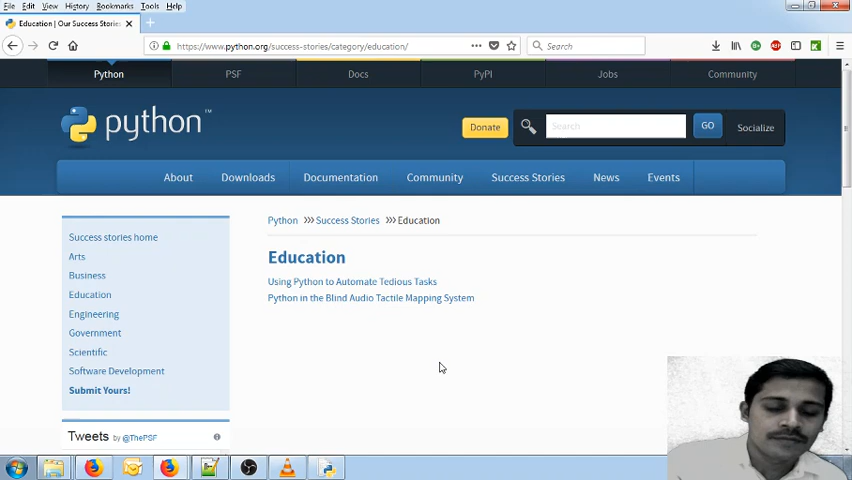 File Edit View History Bookmarks Tools Help
Education | Our Success Stories
https://www.python.org/success-stories/category/education/
Search
Python PSF Docs PyPI Jobs Community
python™
Donate
Search
GO
Socialize
About Downloads Documentation Community Success Stories News Events
Python Success Stories Education
Success stories home
Arts
Business
Education
Engineering
Government
Scientific
Software Development
Submit Yours!
Education
Using Python to Automate Tedious Tasks
Python in the Blind Audio Tactile Mapping System
Tweets by @ThePSF